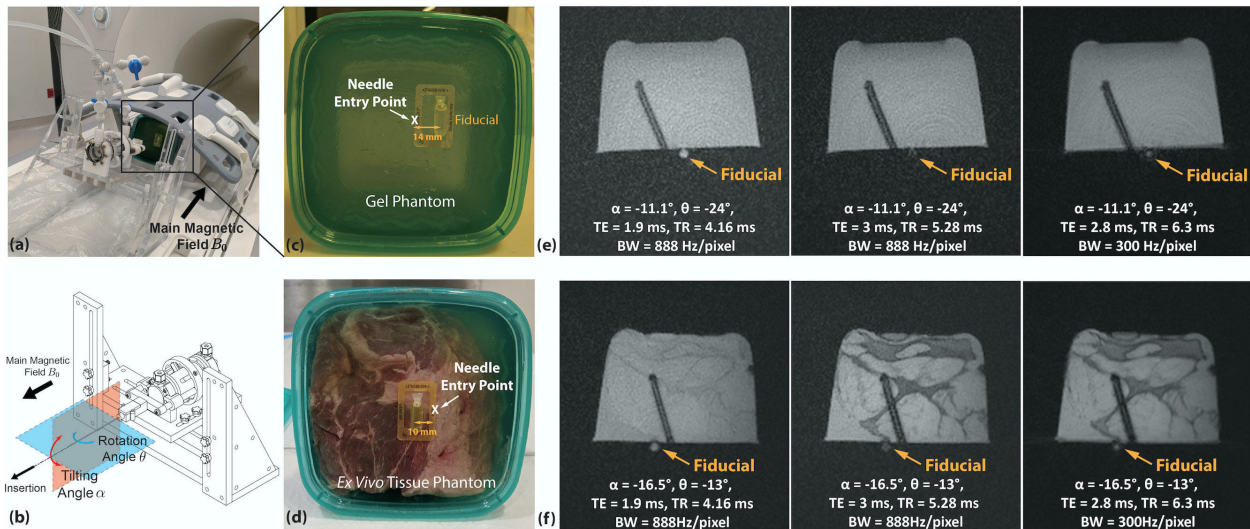 Main Magnetic
Field B₀
(a)
Main Magnetic
Field B₀
Rotation
Angle θ
Tilting
Angle α
Insertion
(b)
Needle
Entry Point
X
Fiducial
14 mm
Gel Phantom
(c)
Needle
Entry Point
X
10 mm
Ex Vivo Tissue Phantom
(d)
(e)
Fiducial
α = -11.1°, θ = -24°,
TE = 1.9 ms, TR = 4.16 ms
BW = 888 Hz/pixel
Fiducial
α = -11.1°, θ = -24°,
TE = 3 ms, TR = 5.28 ms
BW = 888 Hz/pixel
Fiducial
α = -11.1°, θ = -24°,
TE = 2.8 ms, TR = 6.3 ms
BW = 300 Hz/pixel
(f)
Fiducial
α = -16.5°, θ = -13°,
TE = 1.9 ms, TR = 4.16 ms
BW = 888Hz/pixel
Fiducial
α = -16.5°, θ = -13°,
TE = 3 ms, TR = 5.28 ms
BW = 888Hz/pixel
Fiducial
α = -16.5°, θ = -13°,
TE = 2.8 ms, TR = 6.3 ms
BW = 300Hz/pixel